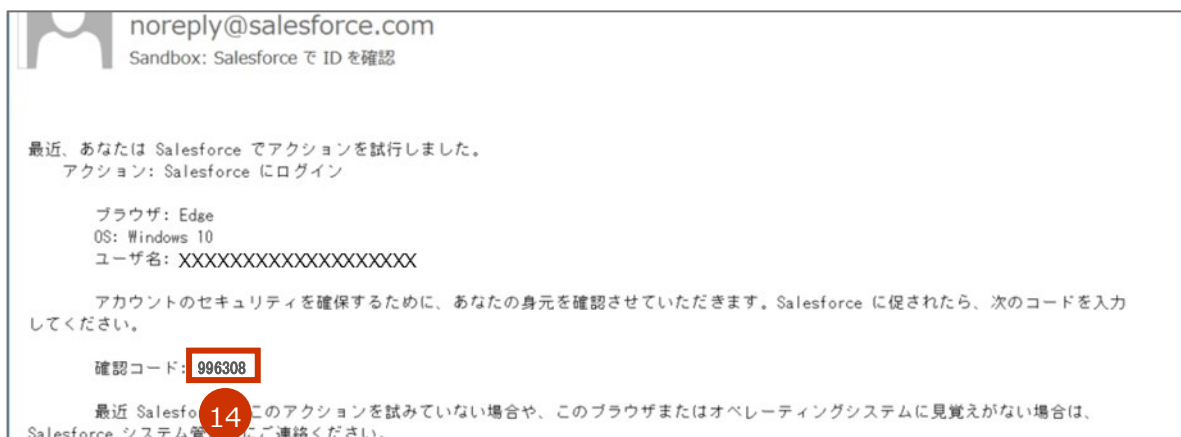 noreply@salesforce.com
Sandbox: Salesforce で ID を確認
最近、あなたは Salesforce でアクションを試行しました。
アクション: Salesforce にログイン
ブラウザ: Edge
OS: Windows 10
ユーザ名: XXXXXXXXXXXXXXXXXXX
アカウントのセキュリティを確保するために、あなたの身元を確認させていただきます。Salesforce に促されたら、次のコードを入力
してください。
確認コード: 996308
最近 Salesfo 14 このアクションを試みていない場合や、このブラウザまたはオペレーティングシステムに見覚えがない場合は、
Salesforce システム管 にご連絡ください。